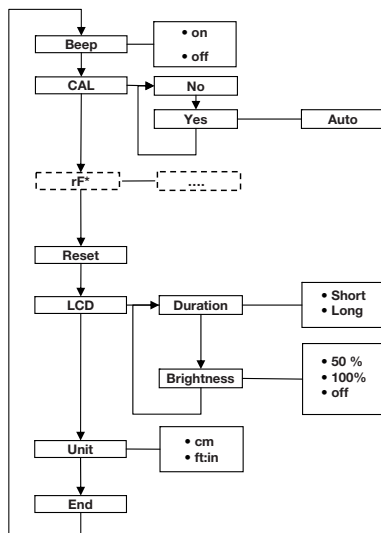 Beep
• on
• off
CAL
No
Yes
Auto
rF*
....
Reset
LCD
Duration
• Short
• Long
Brightness
• 50 %
• 100%
• off
Unit
• cm
• ft:in
End